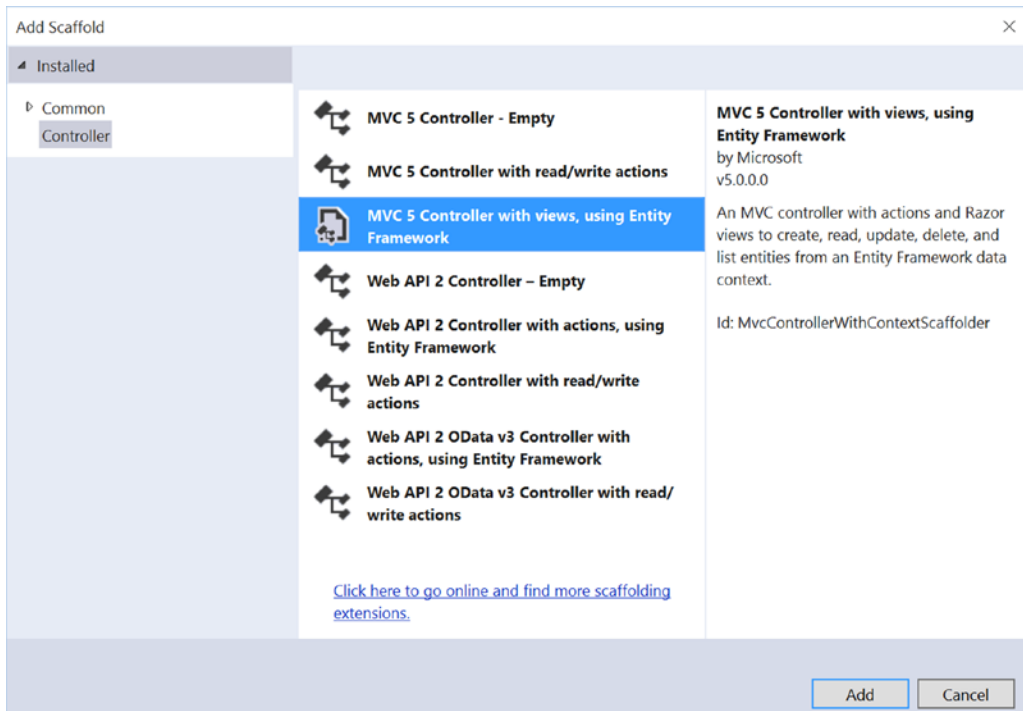 Add Scaffold
Installed
Common
Controller
MVC 5 Controller - Empty
MVC 5 Controller with read/write actions
MVC 5 Controller with views, using Entity
Framework
Web API 2 Controller – Empty
Web API 2 Controller with actions, using
Entity Framework
Web API 2 Controller with read/write
actions
Web API 2 OData v3 Controller with
actions, using Entity Framework
Web API 2 OData v3 Controller with read/
write actions
Click here to go online and find more scaffolding
extensions.
MVC 5 Controller with views, using
Entity Framework
by Microsoft
v5.0.0.0
An MVC controller with actions and Razor
views to create, read, update, delete, and
list entities from an Entity Framework data
context.
Id: MvcControllerWithContextScaffolder
Add
Cancel